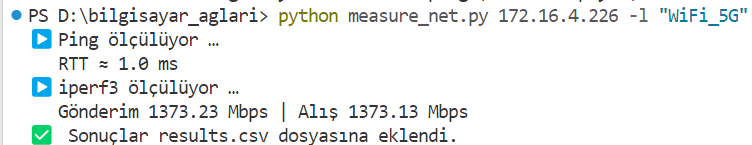 PS D:\bilgisayar_aglari> python measure_net.py 172.16.4.226 -l "WiFi_5G"
▶ Ping ölçülüyor …
RTT ≈ 1.0 ms
▶ iperf3 ölçülüyor …
Gönderim 1373.23 Mbps | Alış 1373.13 Mbps
✅ Sonuçlar results.csv dosyasına eklendi.